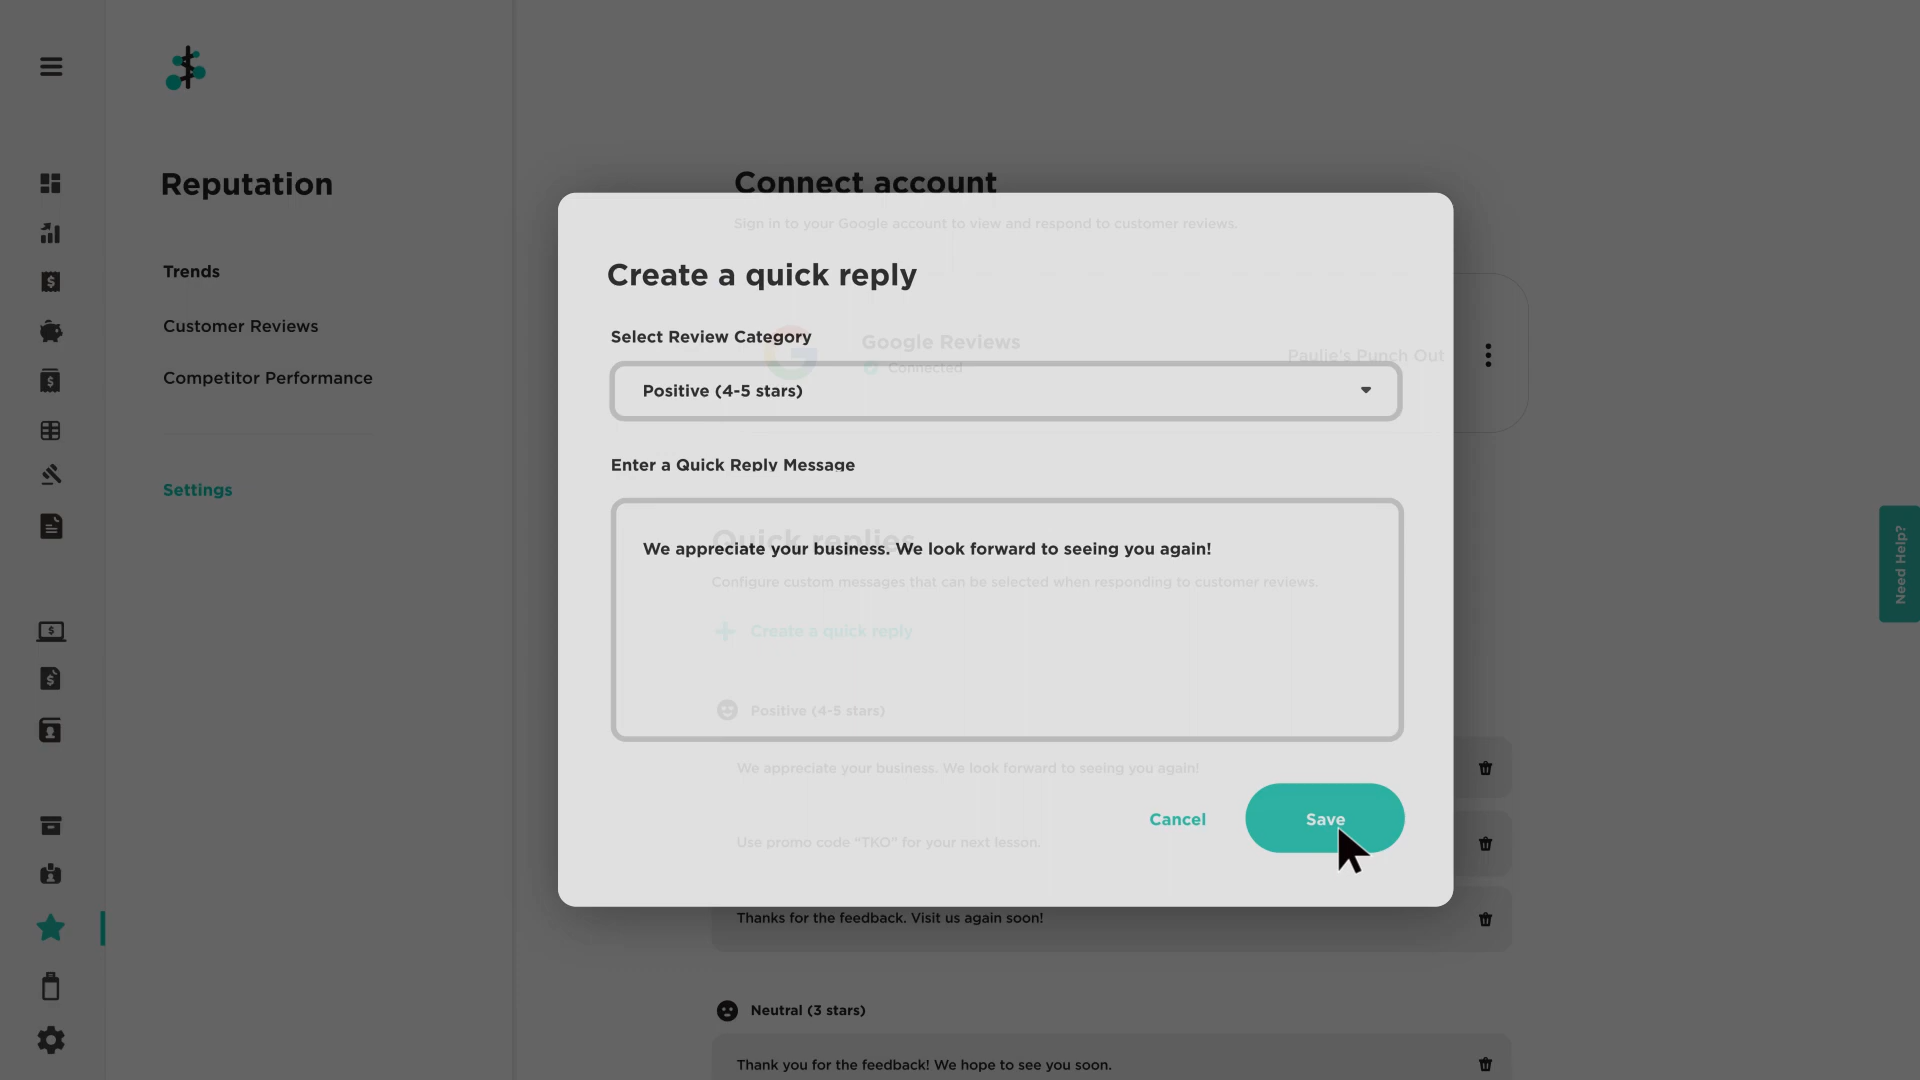 Reputation
Trends
Customer Reviews
Competitor Performance
Settings
Connect account
Sign in to your Google account to view and respond to customer reviews.
Create a quick reply
Select Review Category
Google Reviews
Connected
Paulie's Punch Out
Positive (4-5 stars)
Enter a Quick Reply Message
Quick replies
We appreciate your business. We look forward to seeing you again!
Configure custom messages that can be selected when responding to customer reviews.
Create a quick reply
Positive (4-5 stars)
We appreciate your business. We look forward to seeing you again!
Cancel
Save
Use promo code “TKO” for your next lesson.
Thanks for the feedback. Visit us again soon!
Neutral (3 stars)
Thank you for the feedback! We hope to see you soon.
Need Help?